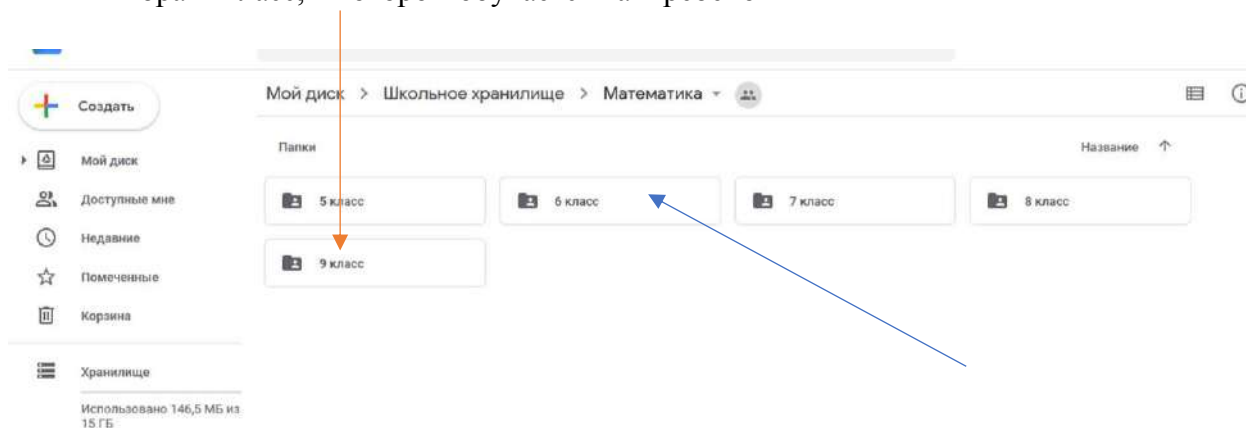 Мой диск > Школьное хранилище > Математика
Создать
Папки
Название
Мой диск
Доступные мне
Недавние
Помеченные
Корзина
Хранилище
Использовано 146,5 МБ из
15 ГБ
5 класс
6 класс
7 класс
8 класс
9 класс